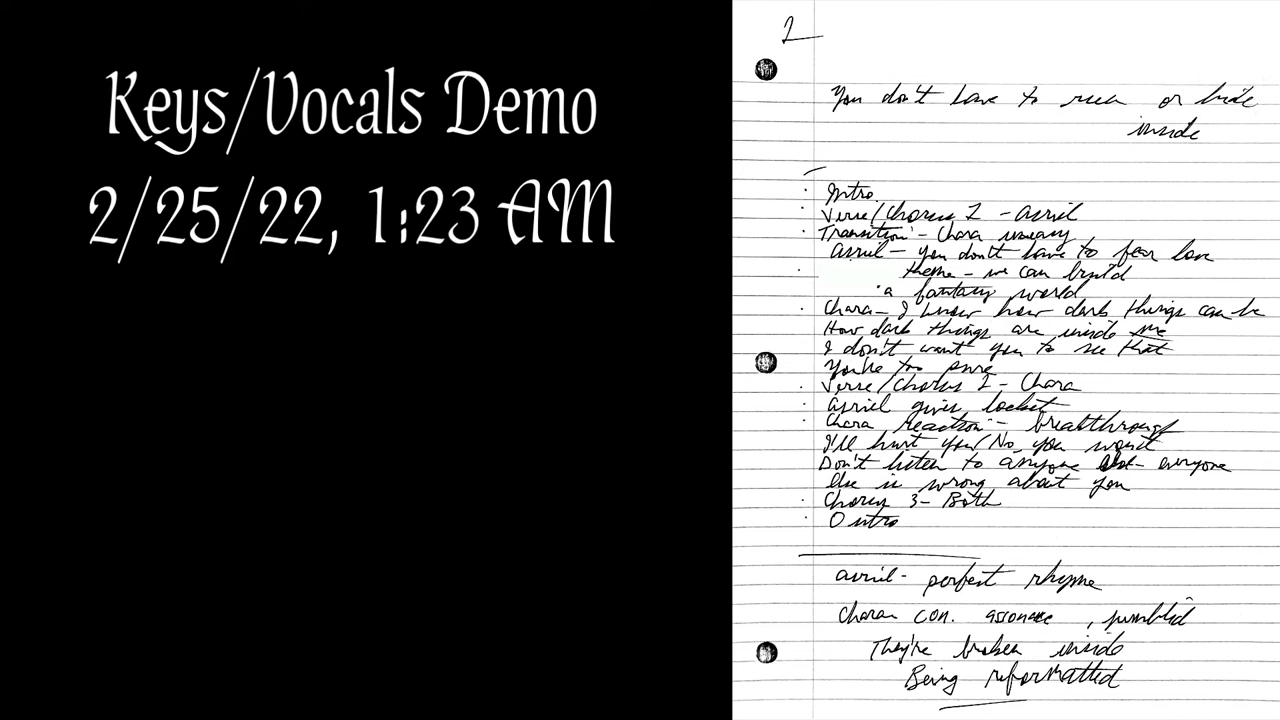 Keys/Vocals Demo
2/25/22, 1:23 AM
2
You don't have to run or hide
inside
Intro
Verse/Chorus 1 - Avril
Transition - Chara uneasy
Avril - you don't have to fear love
theme - we can build
a fantasy world
Chara - I know how dark things can be
How dark things are inside me
I don't want you to see that
You're too pure
Verse/Chorus 2 - Chara
Avril gives locket
Chara reaction - breakthrough
I'll hurt you/No, you won't
Don't listen to anyone else - everyone
else is wrong about you
Chorus 3 - Both
Outro
Avril - perfect rhyme
Chara con. assonance, jumbled
They're broken inside
Being reformatted